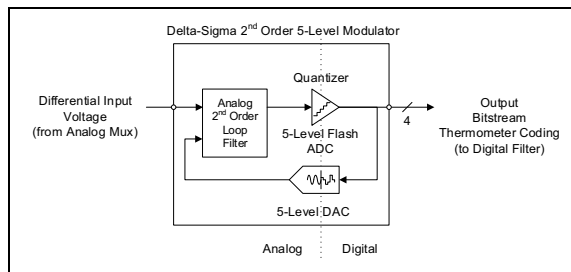 Delta-Sigma 2nd Order 5-Level Modulator
Quantizer
Differential Input
Voltage
(from Analog Mux)
Analog
2nd Order
Loop
Filter
4
Output
Bitstream
Thermometer Coding
(to Digital Filter)
5-Level Flash
ADC
5-Level DAC
Analog
Digital